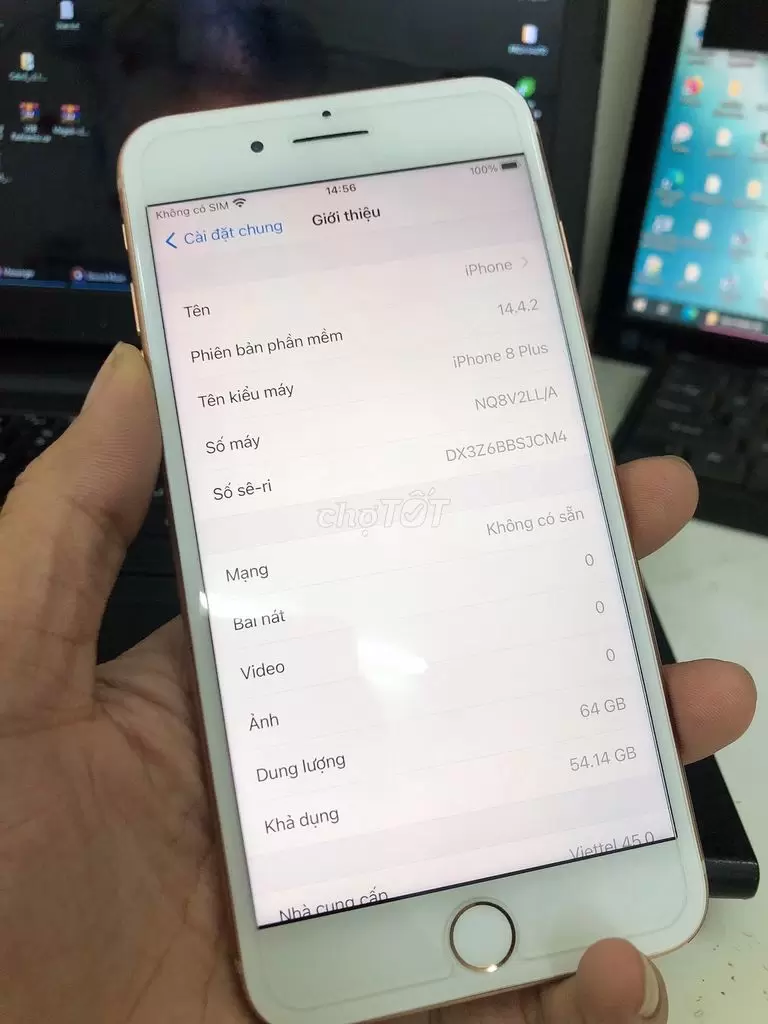 Không có SIM
14:56
100%
Cài đặt chung
Giới thiệu
Tên
iPhone
Phiên bản phần mềm
14.4.2
Tên kiểu máy
iPhone 8 Plus
Số máy
NQ8V2LL/A
Số sê-ri
DX3Z6BBSJCM4
chợTỐT
Mạng
Không có sẵn
Bài hát
0
Video
0
Ảnh
0
Dung lượng
64 GB
Khả dụng
54.14 GB
Nhà cung cấp
Viettel 45.0